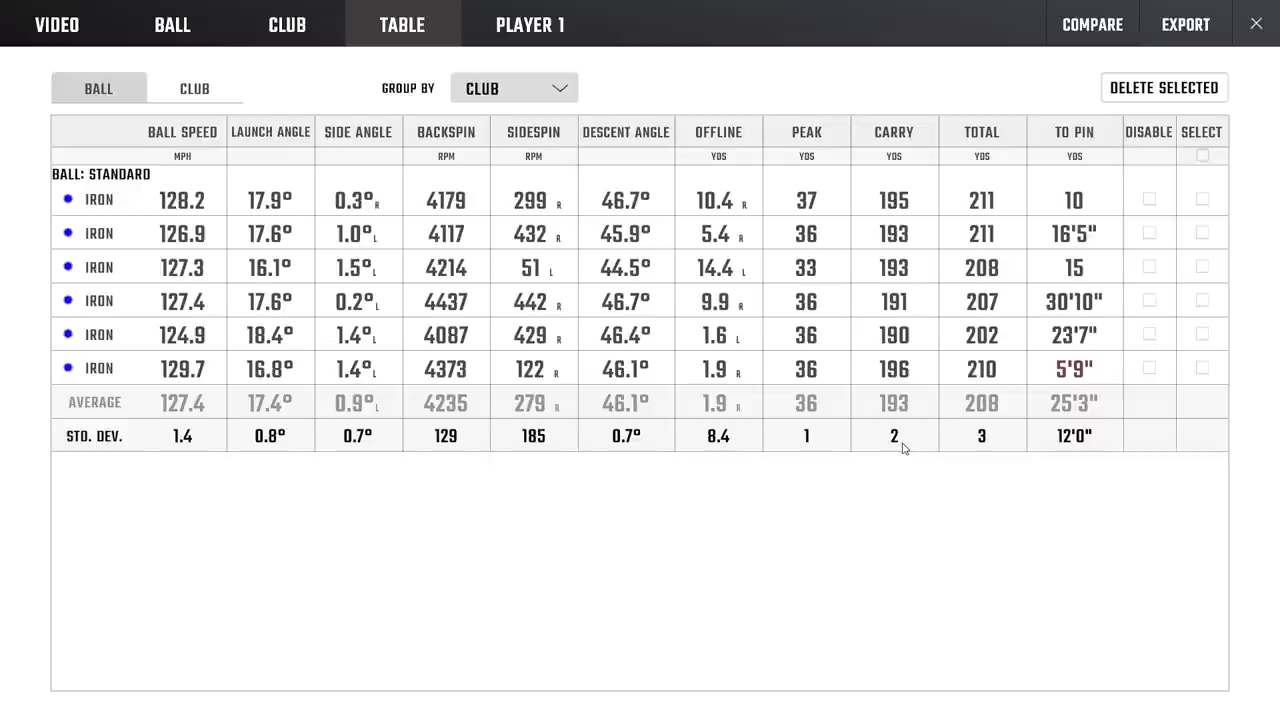 VIDEO BALL CLUB TABLE PLAYER 1 COMPARE EXPORT ×
BALL CLUB GROUP BY CLUB DELETE SELECTED
BALL SPEED LAUNCH ANGLE SIDE ANGLE BACKSPIN SIDESPIN DESCENT ANGLE OFFLINE PEAK CARRY TOTAL TO PIN DISABLE SELECT
MPH RPM RPM YDS YDS YDS YDS YDS
BALL: STANDARD
IRON 128.2 17.9° 0.3° R 4179 299 R 46.7° 10.4 R 37 195 211 10
IRON 126.9 17.6° 1.0° L 4117 432 R 45.9° 5.4 R 36 193 211 16'5"
IRON 127.3 16.1° 1.5° L 4214 51 L 44.5° 14.4 L 33 193 208 15
IRON 127.4 17.6° 0.2° L 4437 442 R 46.7° 9.9 R 36 191 207 30'10"
IRON 124.9 18.4° 1.4° L 4087 429 R 46.4° 1.6 L 36 190 202 23'7"
IRON 129.7 16.8° 1.4° L 4373 122 R 46.1° 1.9 R 36 196 210 5'9"
AVERAGE 127.4 17.4° 0.9° L 4235 279 R 46.1° 1.9 R 36 193 208 25'3"
STD. DEV. 1.4 0.8° 0.7° 129 185 0.7° 8.4 1 2 3 12'0"